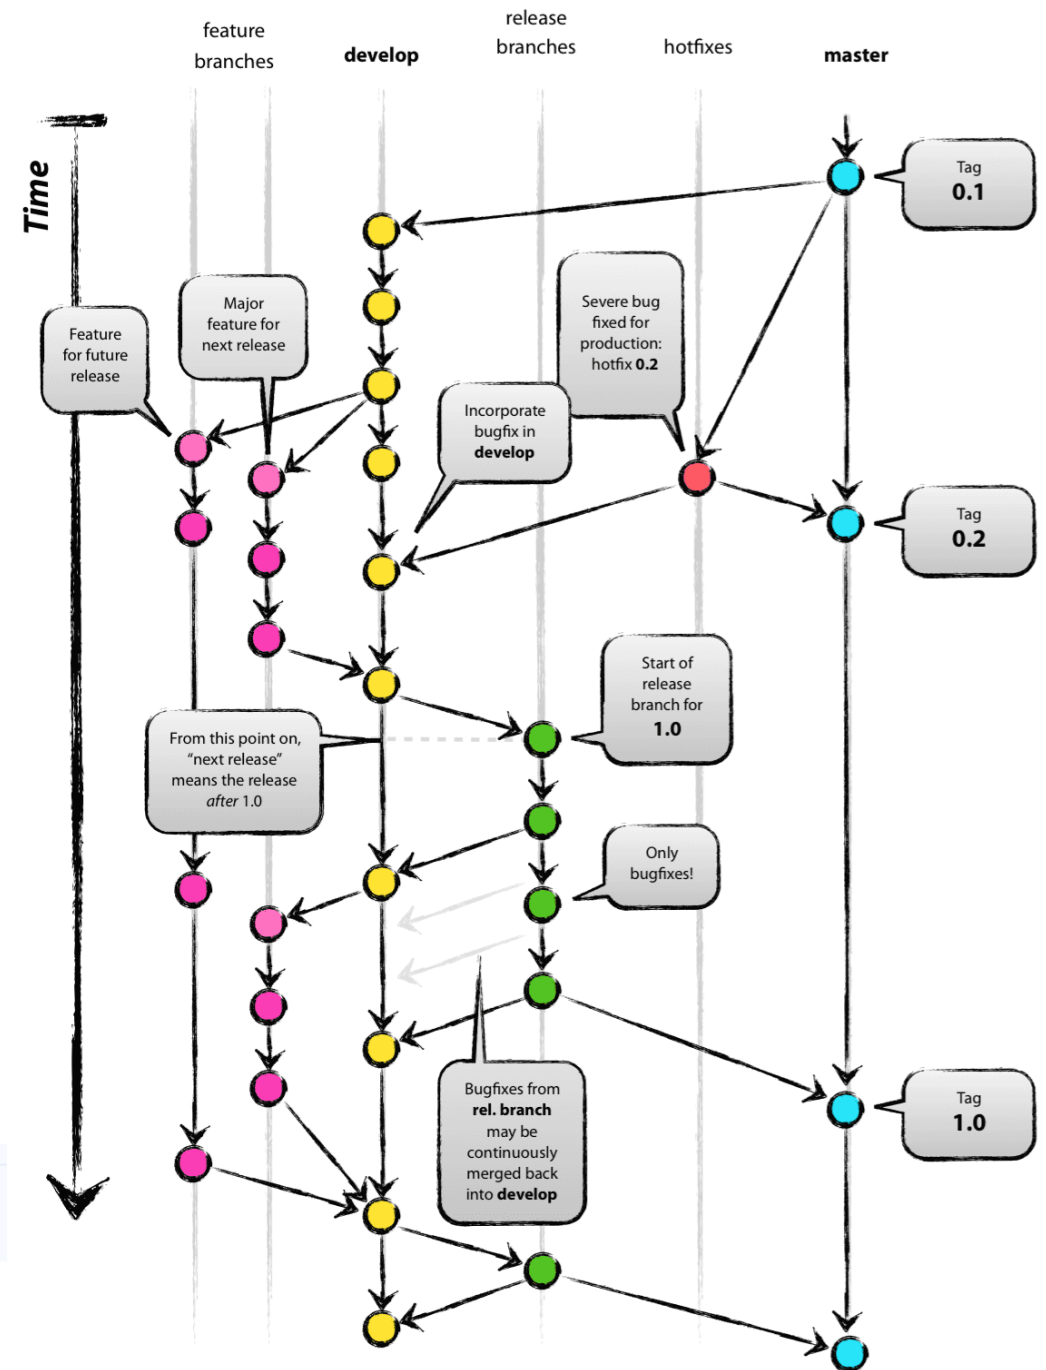 feature
branches
develop
release
branches
hotfixes
master
Time
Tag
0.1
Major
feature for
next release
Severe bug
fixed for
production:
hotfix 0.2
Feature
for future
release
Incorporate
bugfix in
develop
Tag
0.2
Start of
release
branch for
1.0
From this point on,
“next release”
means the release
after 1.0
Only
bugfixes!
Bugfixes from
rel. branch
may be
continuously
merged back
into develop
Tag
1.0